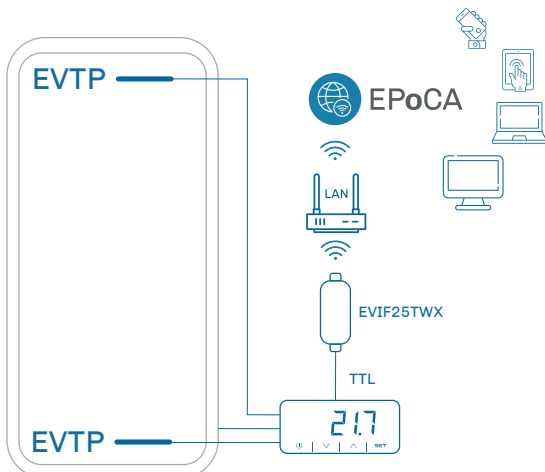 EVTP
EPoCA
LAN
EVIF25TWX
TTL
21.7
SET
EVTP